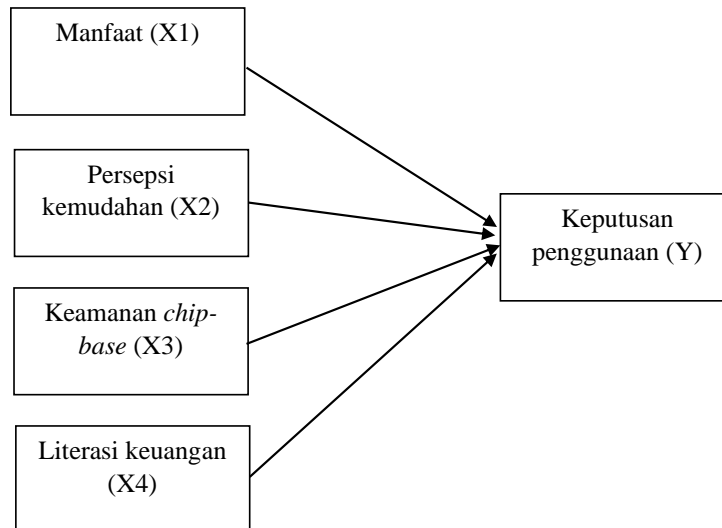 Manfaat (X1)
Persepsi
kemudahan (X2)
Keamanan chip-
base (X3)
Literasi keuangan
(X4)
Keputusan
penggunaan (Y)